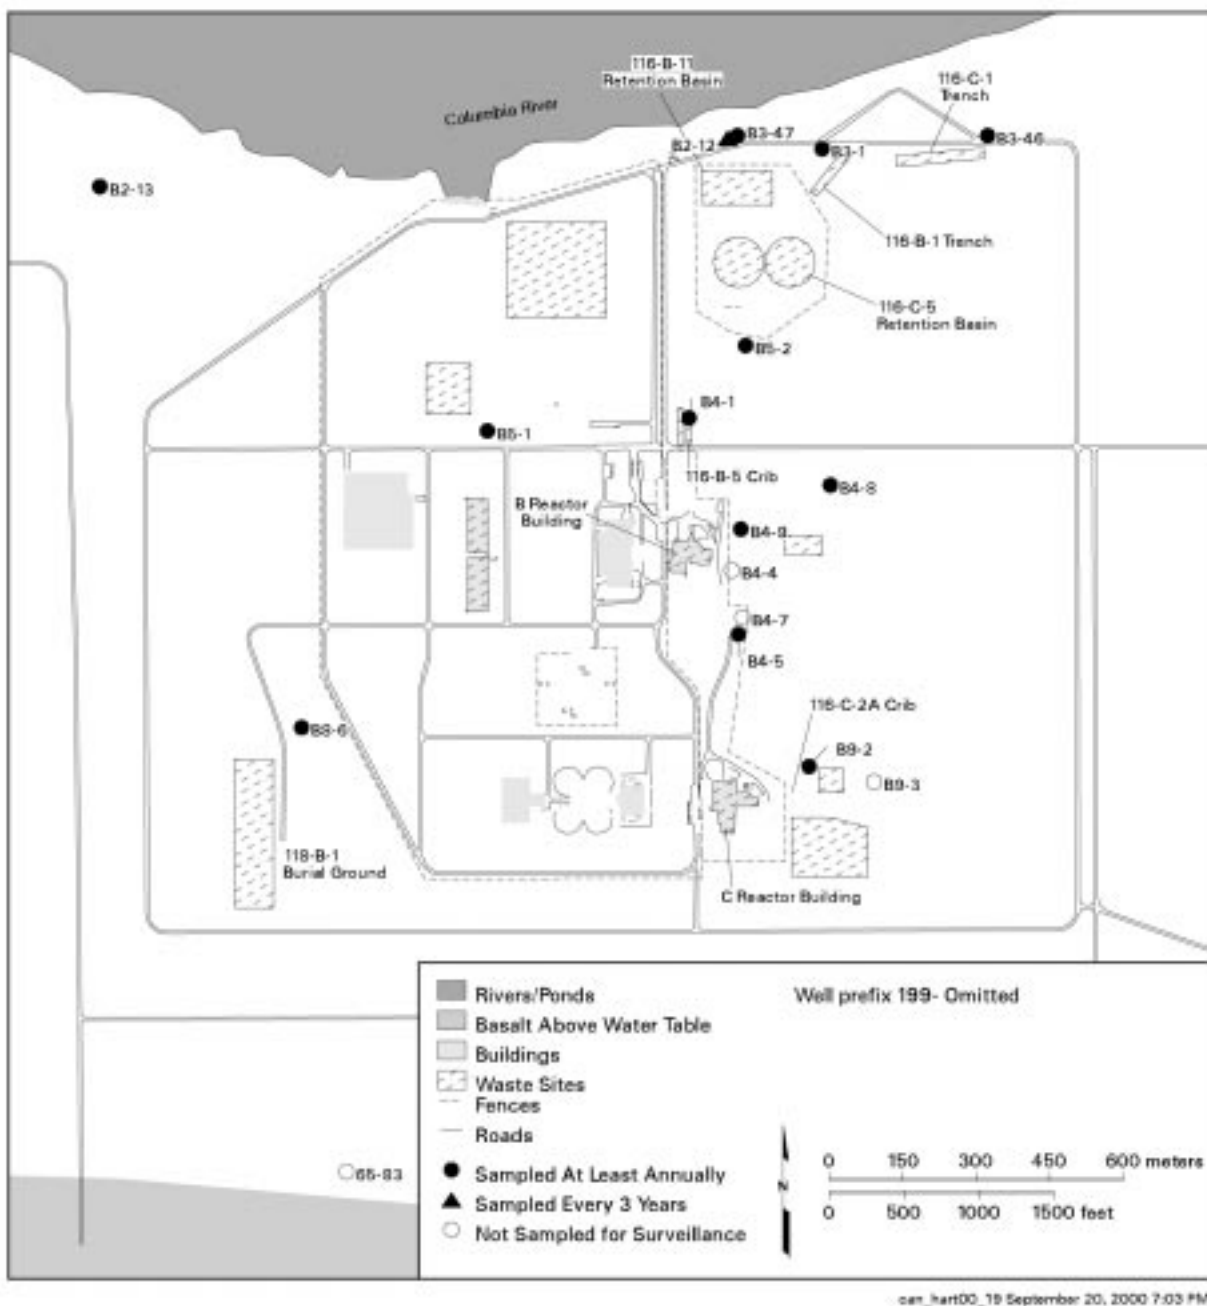 116-B-11
Retention Basin
116-C-1
Trench
Columbia River
B3-47
B2-12
B3-1
B3-46
B2-13
116-B-1 Trench
116-C-5
Retention Basin
B5-2
B4-1
B5-1
116-B-5 Crib
B4-8
B Reactor
Building
B4-9
B4-4
B4-7
B4-5
116-C-2A Crib
B8-6
B9-2
B9-3
118-B-1
Burial Ground
C Reactor Building
Rivers/Ponds
Well prefix 199- Omitted
Basalt Above Water Table
Buildings
Waste Sites
Fences
Roads
Sampled At Least Annually
Sampled Every 3 Years
Not Sampled for Surveillance
N
0 150 300 450 600 meters
0 500 1000 1500 feet
65-83
can_hart00_19 September 20, 2000 7:03 PM